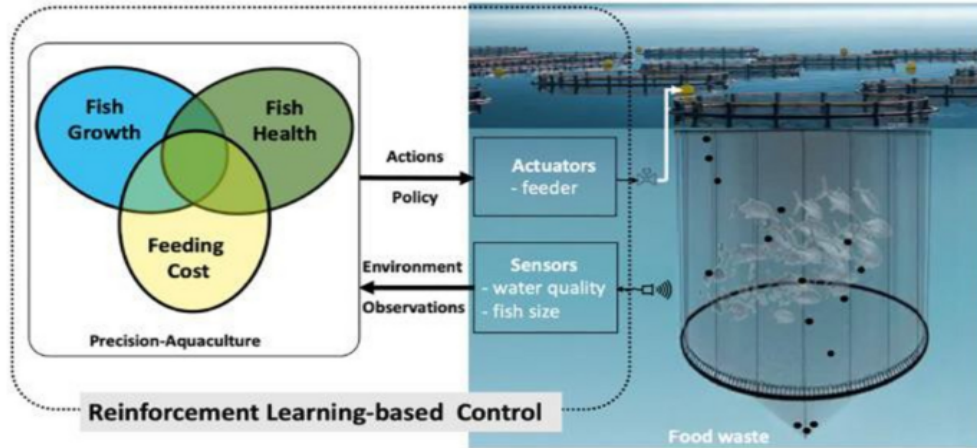 Fish
Growth
Fish
Health
Feeding
Cost
Precision-Aquaculture
Actions
Policy
Environment
Observations
Actuators
- feeder
Sensors
- water quality
- fish size
Reinforcement Learning-based Control
Food waste